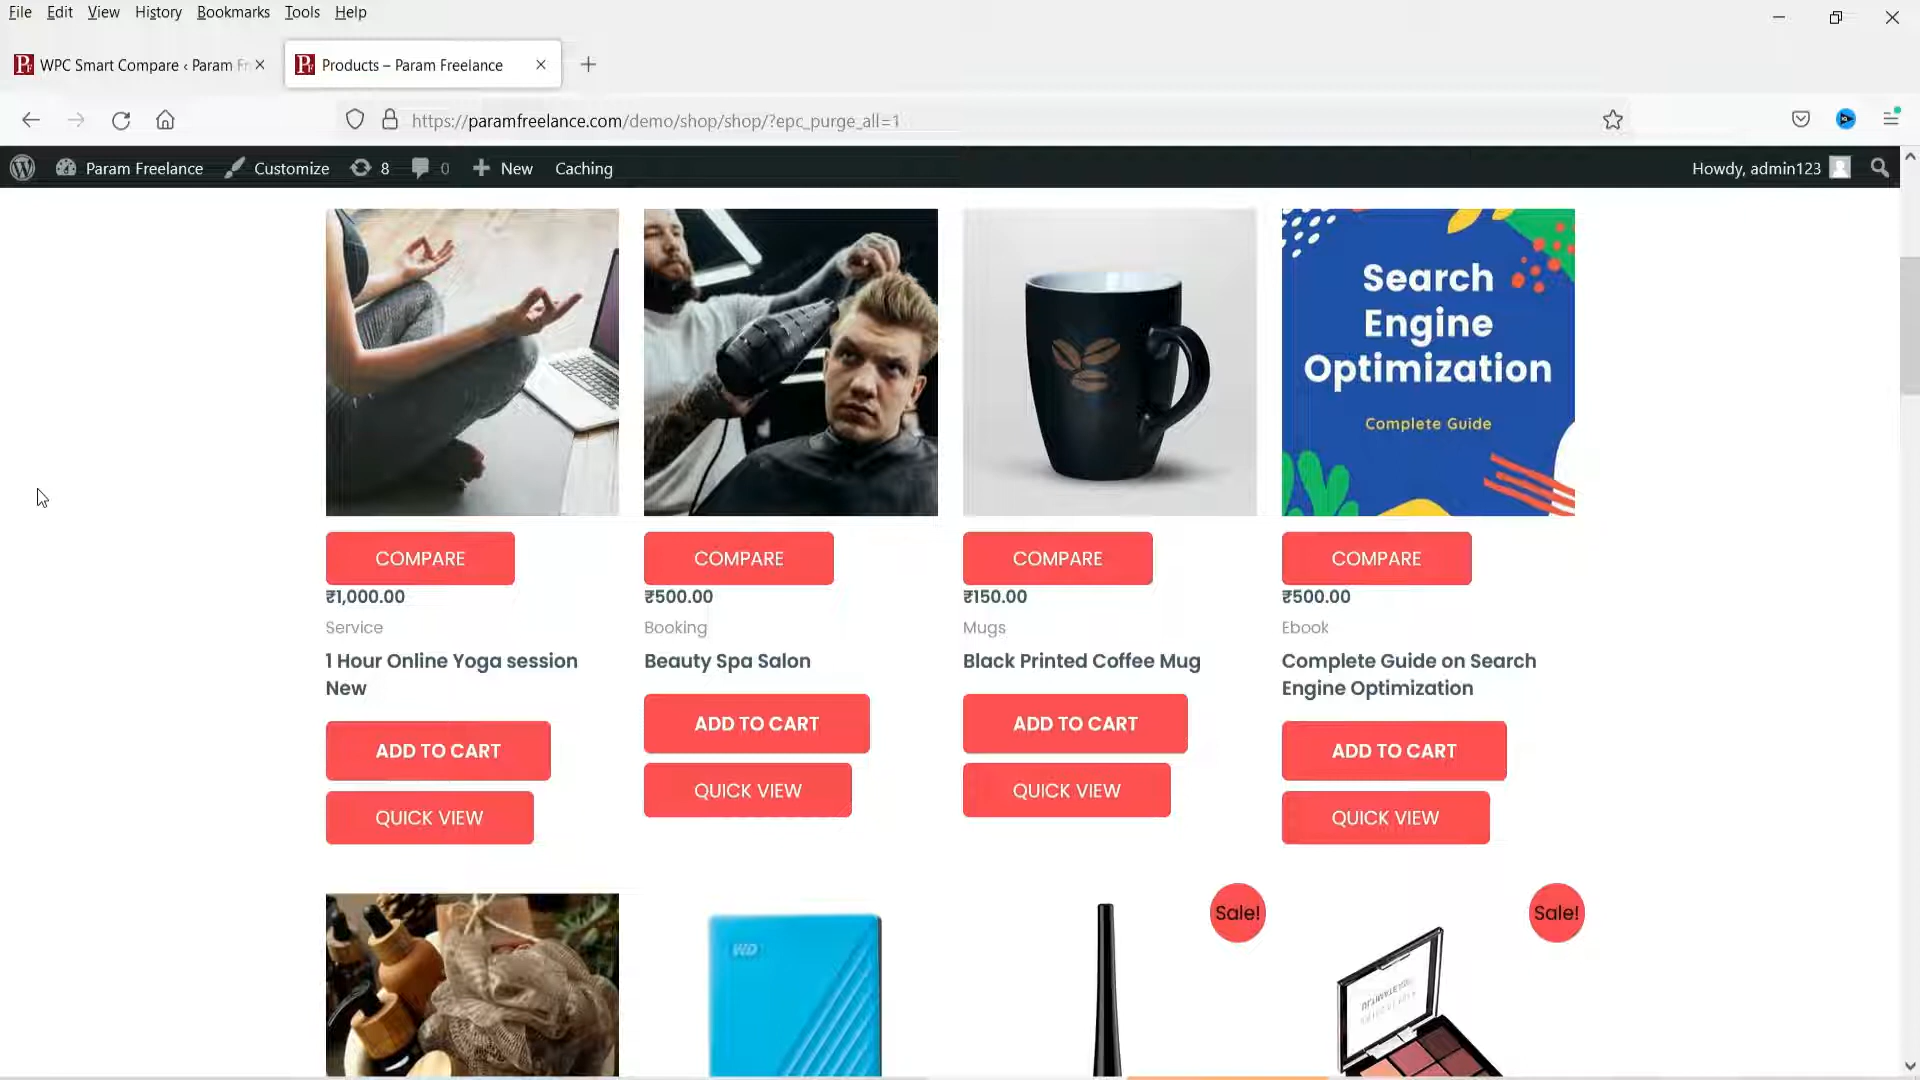 File Edit View History Bookmarks Tools Help
WPC Smart Compare ‹ Param Fr
Products – Param Freelance
https://paramfreelance.com/demo/shop/shop/?epc_purge_all=1
Param Freelance Customize 8 0 New Caching Howdy, admin123
Search
Engine
Optimization
Complete Guide
COMPARE COMPARE COMPARE COMPARE
₹1,000.00 ₹500.00 ₹150.00 ₹500.00
Service Booking Mugs Ebook
1 Hour Online Yoga session
New
Beauty Spa Salon
Black Printed Coffee Mug
Complete Guide on Search
Engine Optimization
ADD TO CART ADD TO CART ADD TO CART ADD TO CART
QUICK VIEW QUICK VIEW QUICK VIEW QUICK VIEW
Sale! Sale!
WD